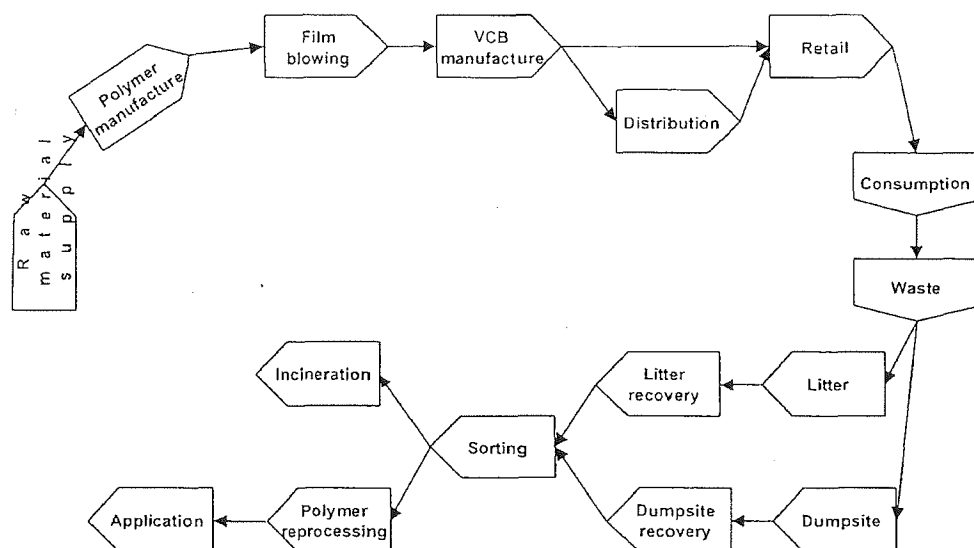 Raw
material
supply
Polymer
manufacture
Film
blowing
VCB
manufacture
Distribution
Retail
Consumption
Waste
Litter
Litter
recovery
Dumpsite
Dumpsite
recovery
Sorting
Incineration
Polymer
reprocessing
Application